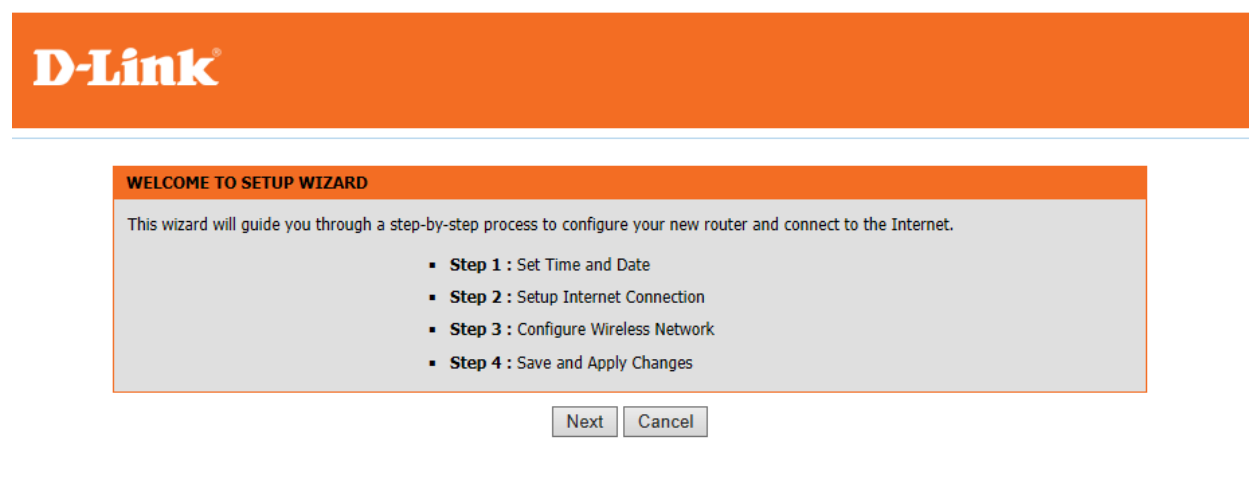 D-Link®
WELCOME TO SETUP WIZARD
This wizard will guide you through a step-by-step process to configure your new router and connect to the Internet.
▪ Step 1 : Set Time and Date
▪ Step 2 : Setup Internet Connection
▪ Step 3 : Configure Wireless Network
▪ Step 4 : Save and Apply Changes
Next Cancel